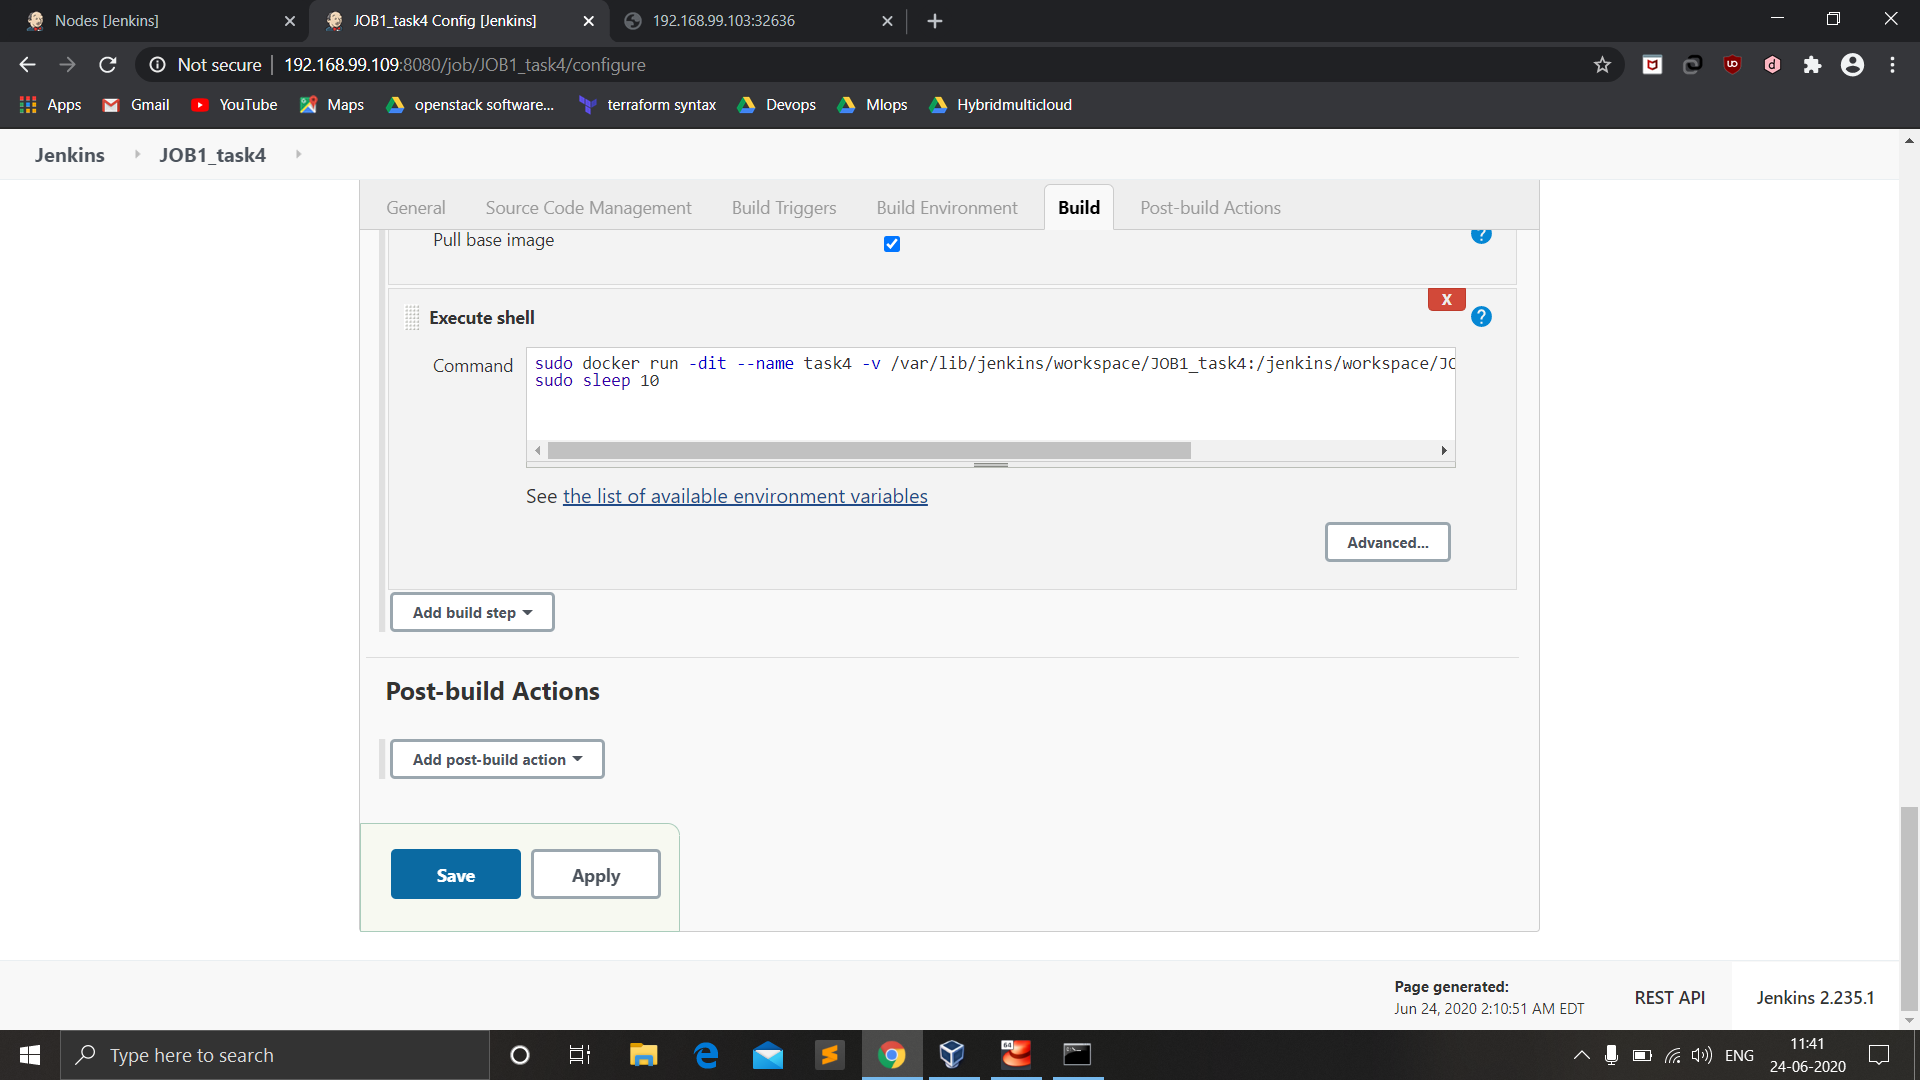 Nodes [Jenkins]
JOB1_task4 Config [Jenkins]
192.168.99.103:32636
Not secure
192.168.99.109:8080/job/JOB1_task4/configure
Apps
Gmail
YouTube
Maps
openstack software...
terraform syntax
Devops
Mlops
Hybridmulticloud
Jenkins
JOB1_task4
General
Source Code Management
Build Triggers
Build Environment
Build
Post-build Actions
Pull base image
?
X
Execute shell
?
Command
sudo docker run -dit --name task4 -v /var/lib/jenkins/workspace/JOB1_task4:/jenkins/workspace/JO
sudo sleep 10
See the list of available environment variables
Advanced...
Add build step
Post-build Actions
Add post-build action
Save
Apply
Page generated:
Jun 24, 2020 2:10:51 AM EDT
REST API
Jenkins 2.235.1
Type here to search
64
ENG
11:41
24-06-2020